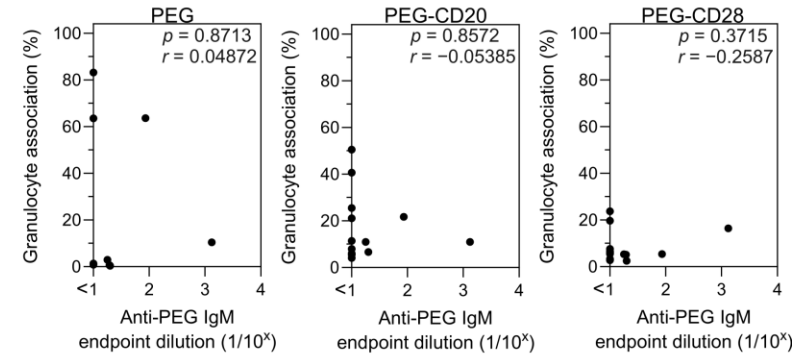 PEG
p = 0.8713
r = 0.04872
Granulocyte association (%)
100
80
60
40
20
0
<1 2 3 4
Anti-PEG IgM
endpoint dilution (1/10ˣ)
PEG-CD20
p = 0.8572
r = −0.05385
Granulocyte association (%)
100
80
60
40
20
0
<1 2 3 4
Anti-PEG IgM
endpoint dilution (1/10ˣ)
PEG-CD28
p = 0.3715
r = −0.2587
Granulocyte association (%)
100
80
60
40
20
0
<1 2 3 4
Anti-PEG IgM
endpoint dilution (1/10ˣ)